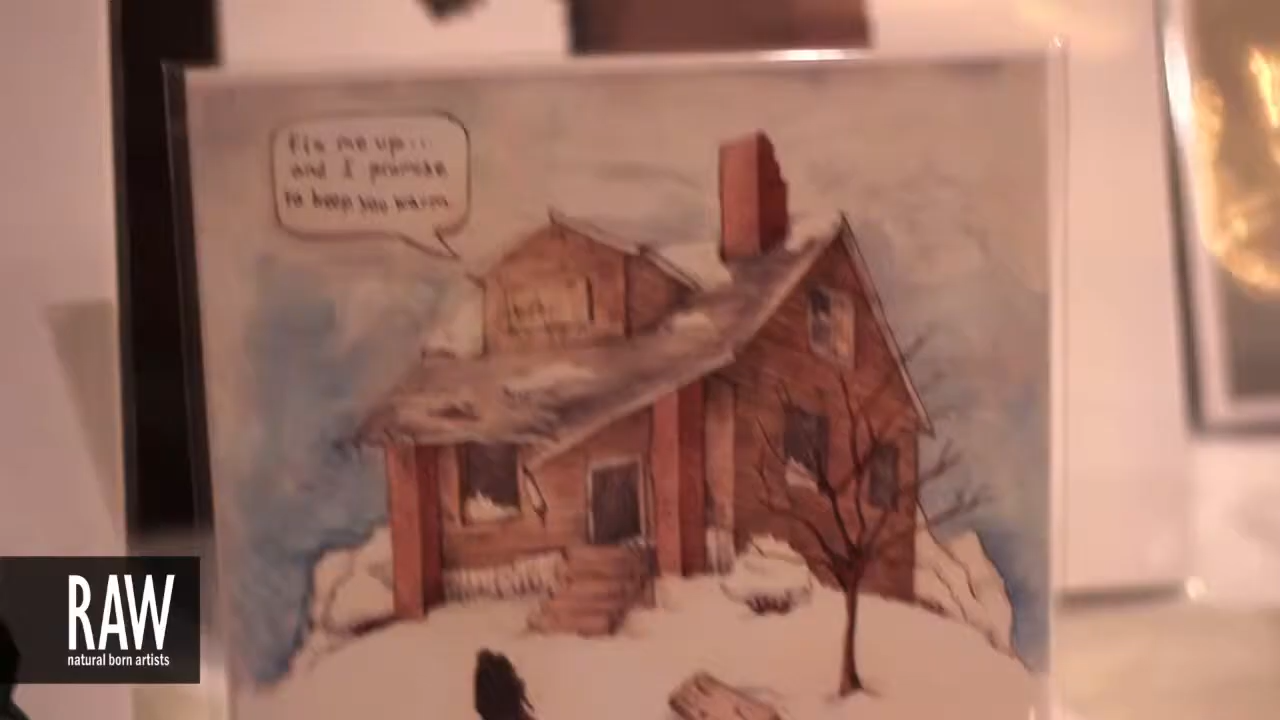 Fix me up...
and I promise
to keep you warm.
RAW
natural born artists